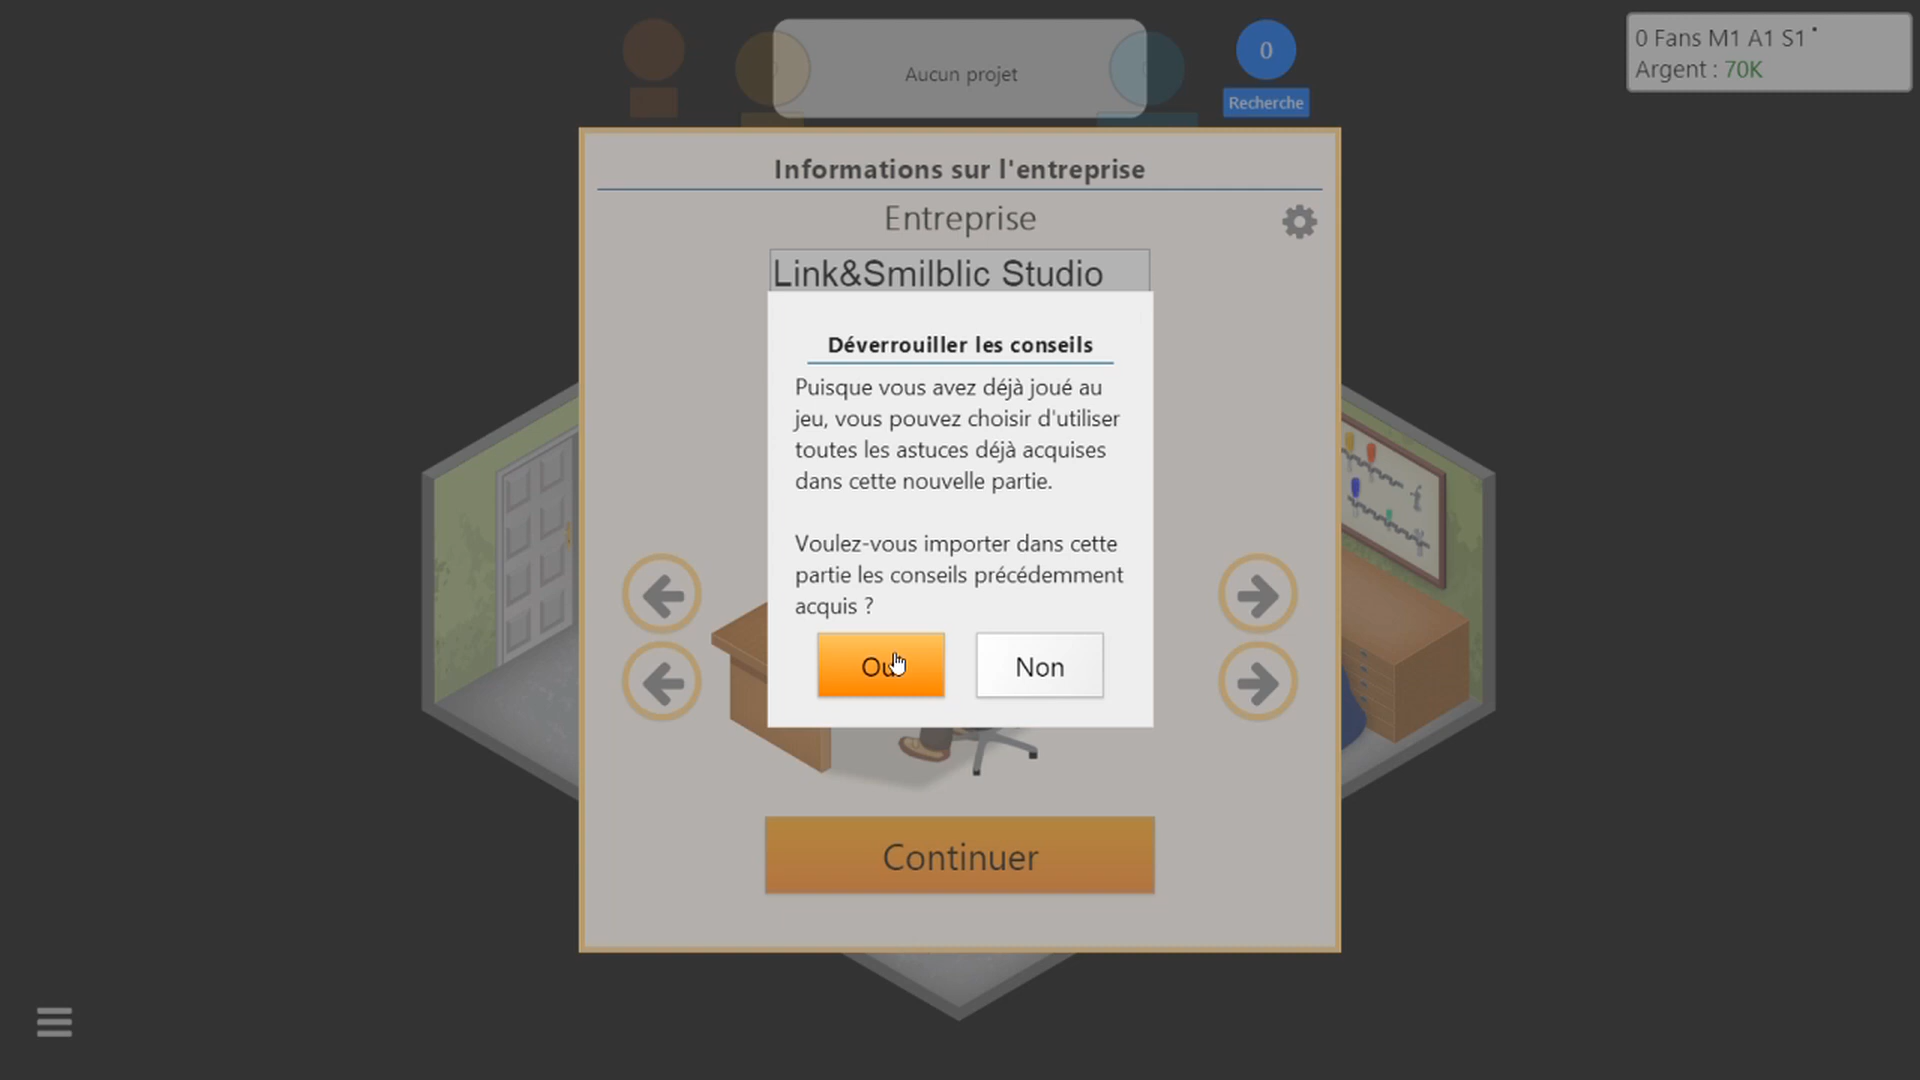 Aucun projet
0
Recherche
0 Fans M1 A1 S1
Argent : 70K
Informations sur l'entreprise
Entreprise
Link&Smilblic Studio
Déverrouiller les conseils
Puisque vous avez déjà joué au
jeu, vous pouvez choisir d'utiliser
toutes les astuces déjà acquises
dans cette nouvelle partie.
Voulez-vous importer dans cette
partie les conseils précédemment
acquis ?
Oui
Non
Continuer